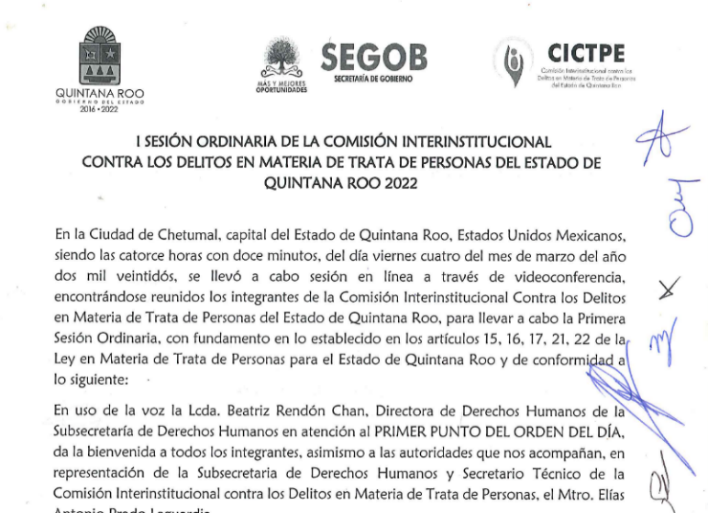 QUINTANA ROO
GOBIERNO DEL ESTADO
2016 • 2022
MÁS Y MEJORES
OPORTUNIDADES
SEGOB
SECRETARÍA DE GOBIERNO
CICTPE
Comisión Interinstitucional contra los
Delitos en Materia de Trata de Personas
del Estado de Quintana Roo
I SESIÓN ORDINARIA DE LA COMISIÓN INTERINSTITUCIONAL
CONTRA LOS DELITOS EN MATERIA DE TRATA DE PERSONAS DEL ESTADO DE
QUINTANA ROO 2022
En la Ciudad de Chetumal, capital del Estado de Quintana Roo, Estados Unidos Mexicanos,
siendo las catorce horas con doce minutos, del día viernes cuatro del mes de marzo del año
dos mil veintidós, se llevó a cabo sesión en línea a través de videoconferencia,
encontrándose reunidos los integrantes de la Comisión Interinstitucional Contra los Delitos
en Materia de Trata de Personas del Estado de Quintana Roo, para llevar a cabo la Primera
Sesión Ordinaria, con fundamento en lo establecido en los artículos 15, 16, 17, 21, 22 de la
Ley en Materia de Trata de Personas para el Estado de Quintana Roo y de conformidad a
lo siguiente:
En uso de la voz la Lcda. Beatriz Rendón Chan, Directora de Derechos Humanos de la
Subsecretaría de Derechos Humanos en atención al PRIMER PUNTO DEL ORDEN DEL DÍA,
da la bienvenida a todos los integrantes, asimismo a las autoridades que nos acompañan, en
representación de la Subsecretaria de Derechos Humanos y Secretario Técnico de la
Comisión Interinstitucional contra los Delitos en Materia de Trata de Personas, el Mtro. Elías